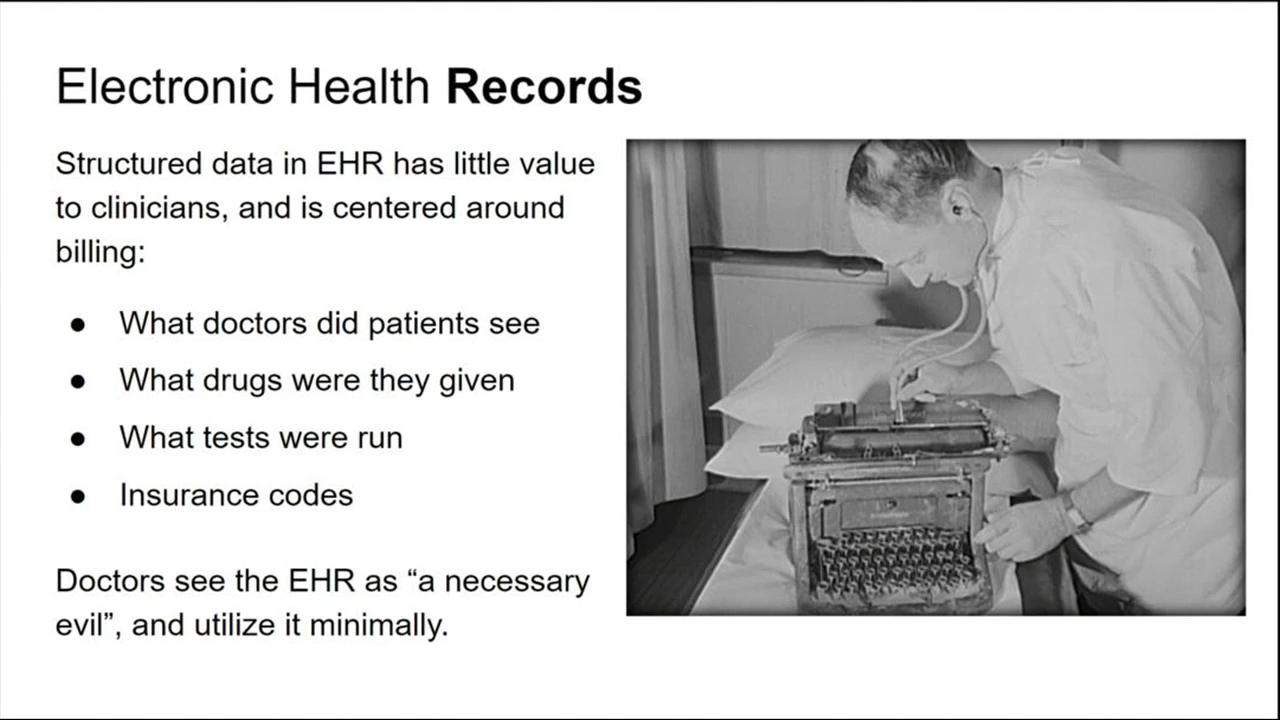 Electronic Health Records
Structured data in EHR has little value
to clinicians, and is centered around
billing:
● What doctors did patients see
● What drugs were they given
● What tests were run
● Insurance codes
Doctors see the EHR as “a necessary
evil”, and utilize it minimally.